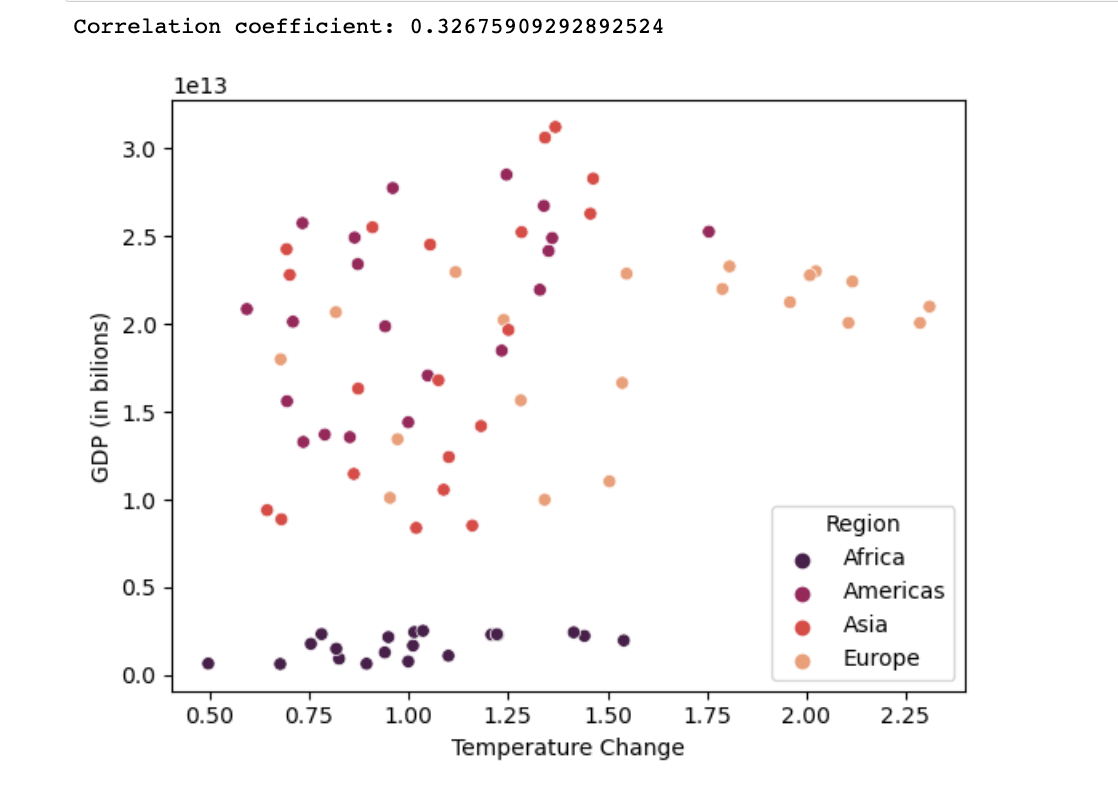 Correlation coefficient: 0.32675909292892524
1e13
3.0
2.5
2.0
1.5
1.0
0.5
0.0
GDP (in bilions)
0.50 0.75 1.00 1.25 1.50 1.75 2.00 2.25
Temperature Change
Region
Africa
Americas
Asia
Europe